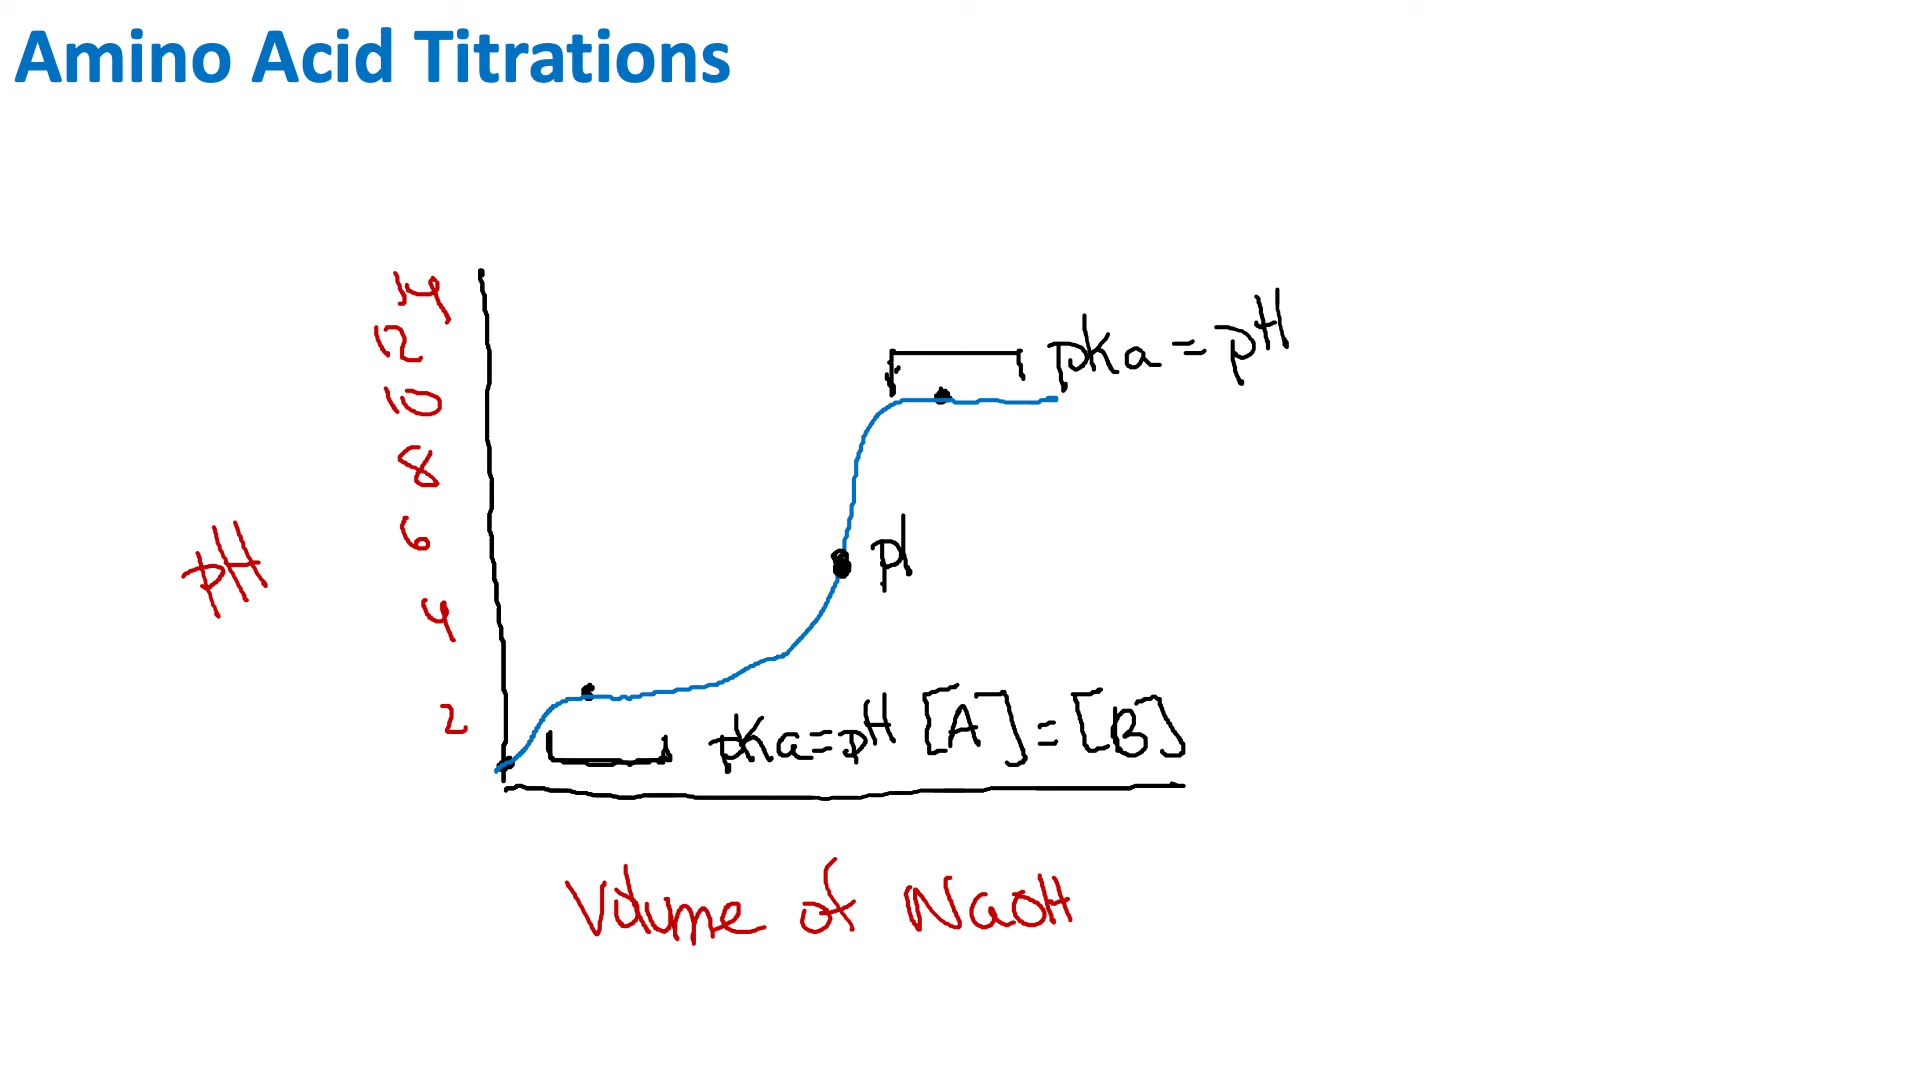 Amino Acid Titrations
14
12
10
8
6
4
2
pH
pKa = pH
pI
pKa = pH [A] = [B]
Volume of NaOH